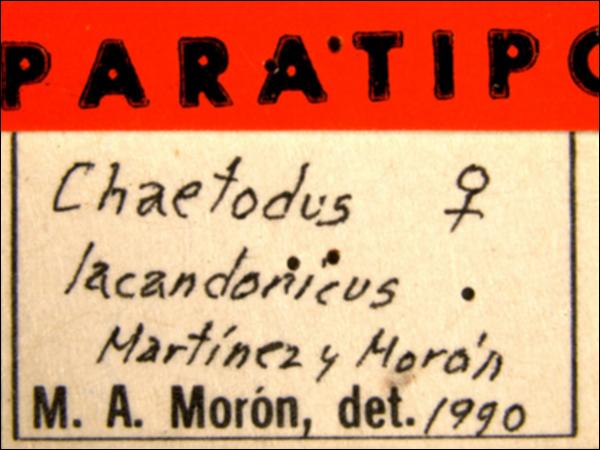 PARATIPO
Chaetodus ♀
lacandonicus
Martínez y Morón
M. A. Morón, det. 1990